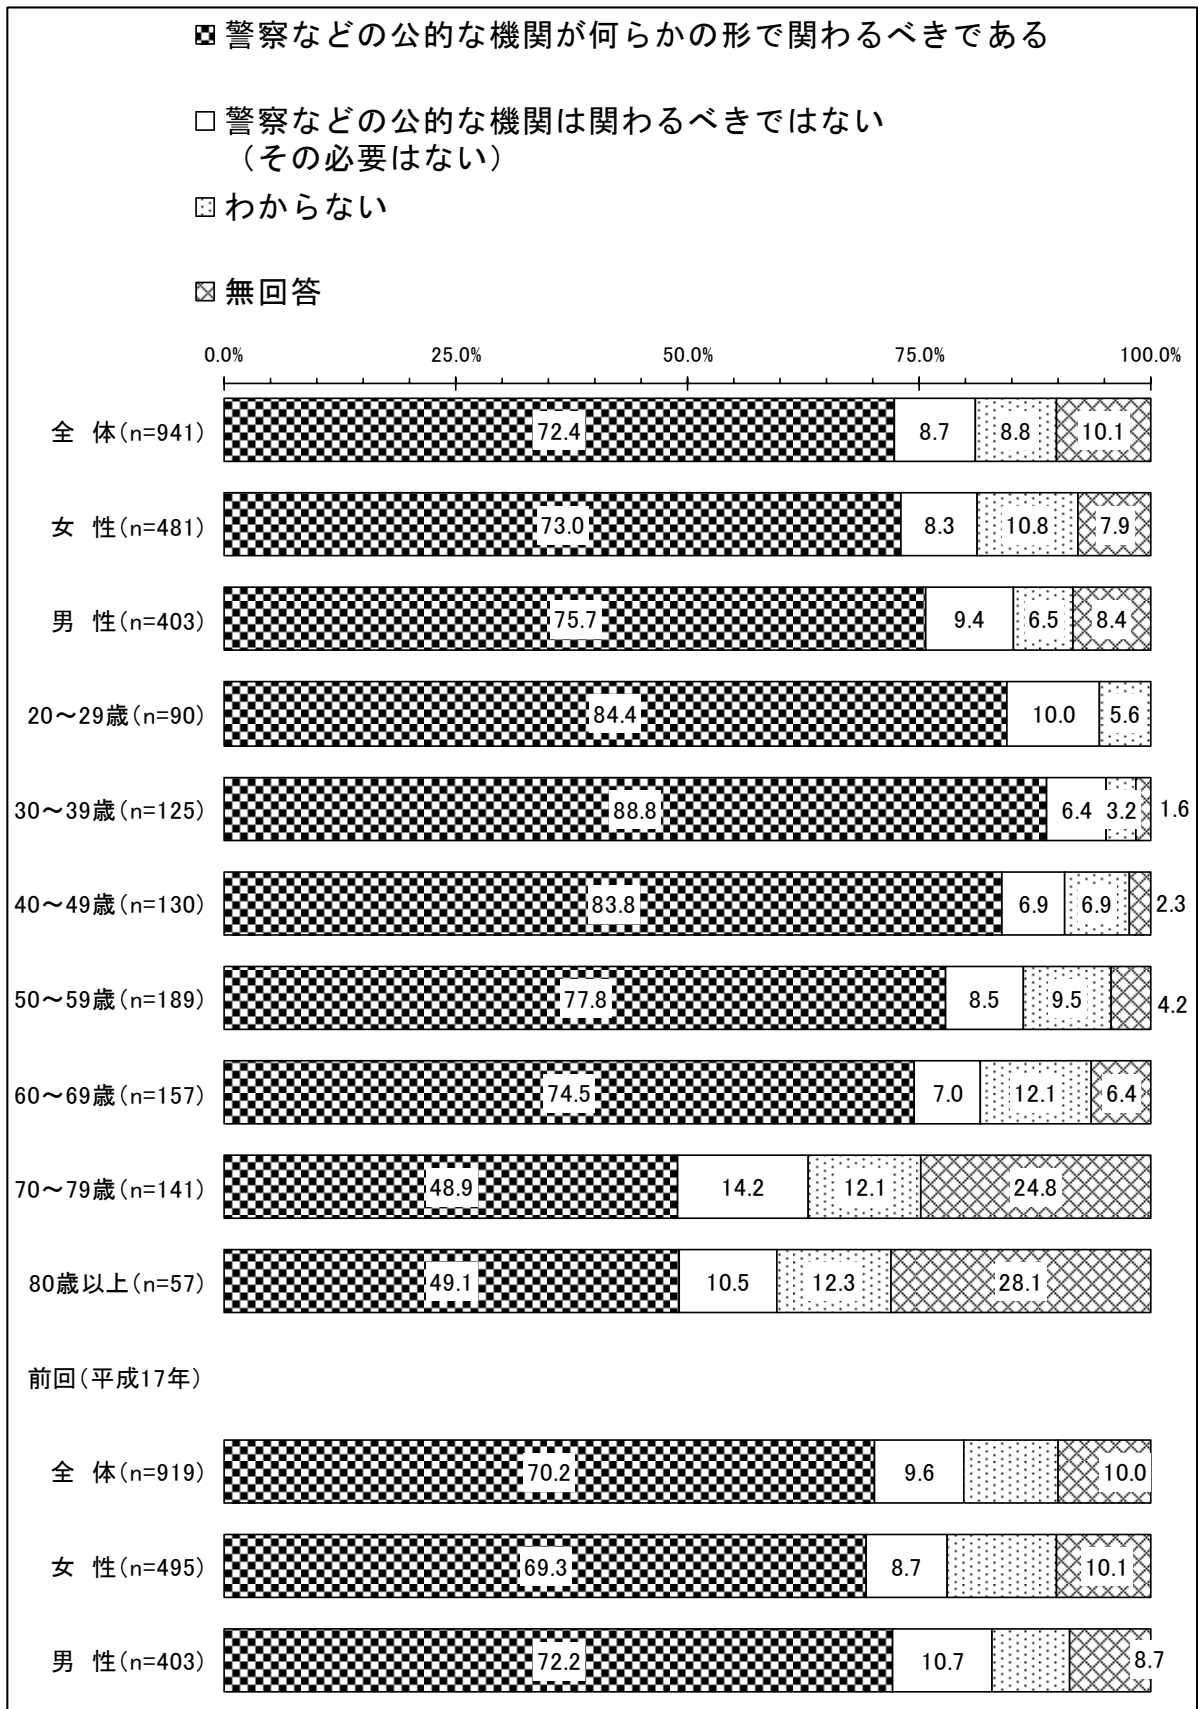 警察などの公的な機関が何らかの形で関わるべきである
警察などの公的な機関は関わるべきではない
（その必要はない）
わからない
無回答
0.0% 25.0% 50.0% 75.0% 100.0%
全 体(n=941) 72.4 8.7 8.8 10.1
女 性(n=481) 73.0 8.3 10.8 7.9
男 性(n=403) 75.7 9.4 6.5 8.4
20～29歳(n=90) 84.4 10.0 5.6
30～39歳(n=125) 88.8 6.4 3.2 1.6
40～49歳(n=130) 83.8 6.9 6.9 2.3
50～59歳(n=189) 77.8 8.5 9.5 4.2
60～69歳(n=157) 74.5 7.0 12.1 6.4
70～79歳(n=141) 48.9 14.2 12.1 24.8
80歳以上(n=57) 49.1 10.5 12.3 28.1
前回(平成17年)
全 体(n=919) 70.2 9.6 10.0
女 性(n=495) 69.3 8.7 10.1
男 性(n=403) 72.2 10.7 8.7